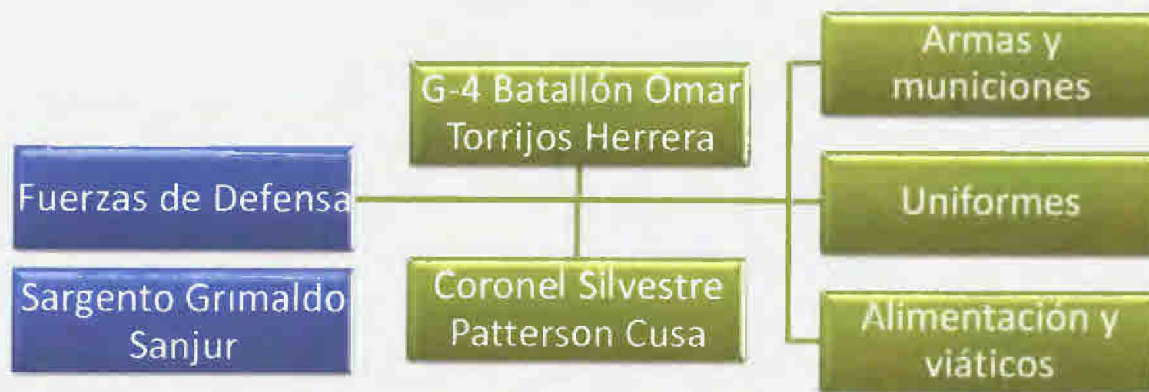 Fuerzas de Defensa
Sargento Grimaldo
Sanjur
G-4 Batallón Omar
Torrijos Herrera
Coronel Silvestre
Patterson Cusa
Armas y
municiones
Uniformes
Alimentación y
viáticos